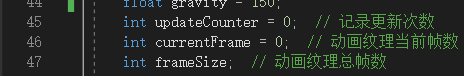 44 float gravity = 150;
45 int updateCounter = 0; // 记录更新次数
46 int currentFrame = 0; // 动画纹理当前帧数
47 int frameSize; // 动画纹理总帧数